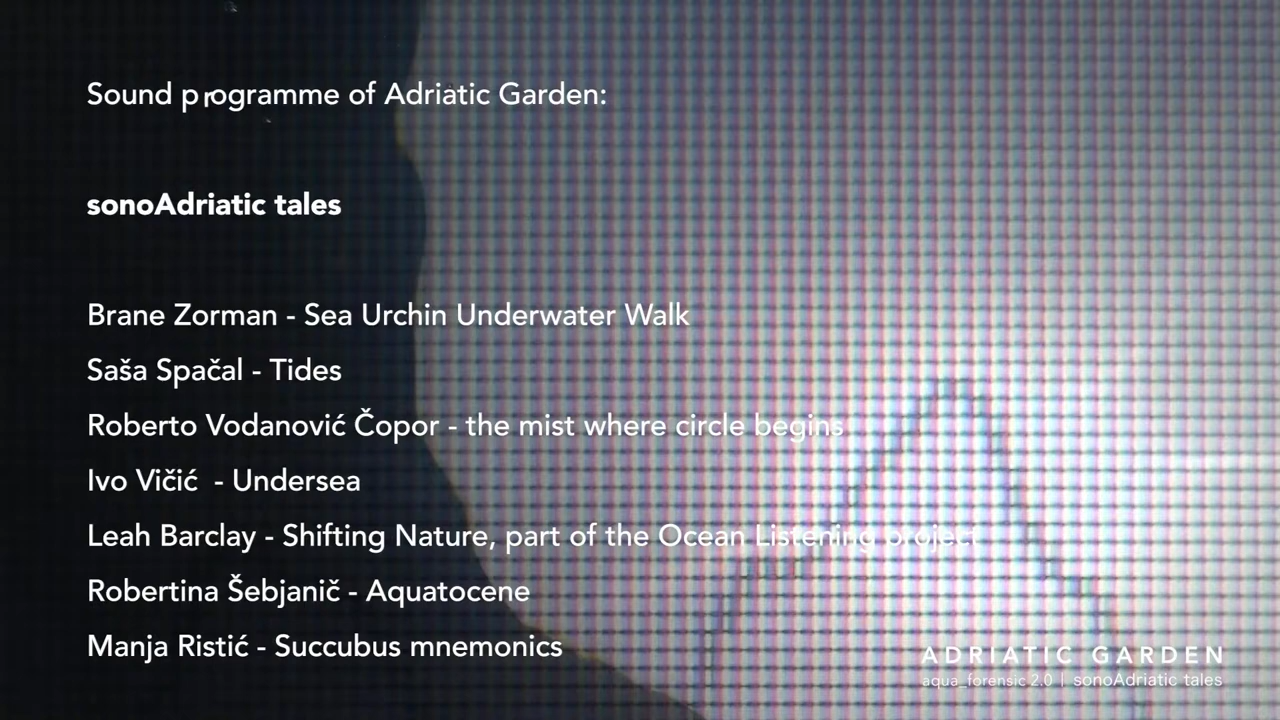 Sound programme of Adriatic Garden:
sonoAdriatic tales
Brane Zorman - Sea Urchin Underwater Walk
Saša Spačal - Tides
Roberto Vodanović Čopor - the mist where circle begins
Ivo Vičić - Undersea
Leah Barclay - Shifting Nature, part of the Ocean Listening project
Robertina Šebjanič - Aquatocene
Manja Ristić - Succubus mnemonics
ADRIATIC GARDEN
aqua_forensic 2.0 | sonoAdriatic tales